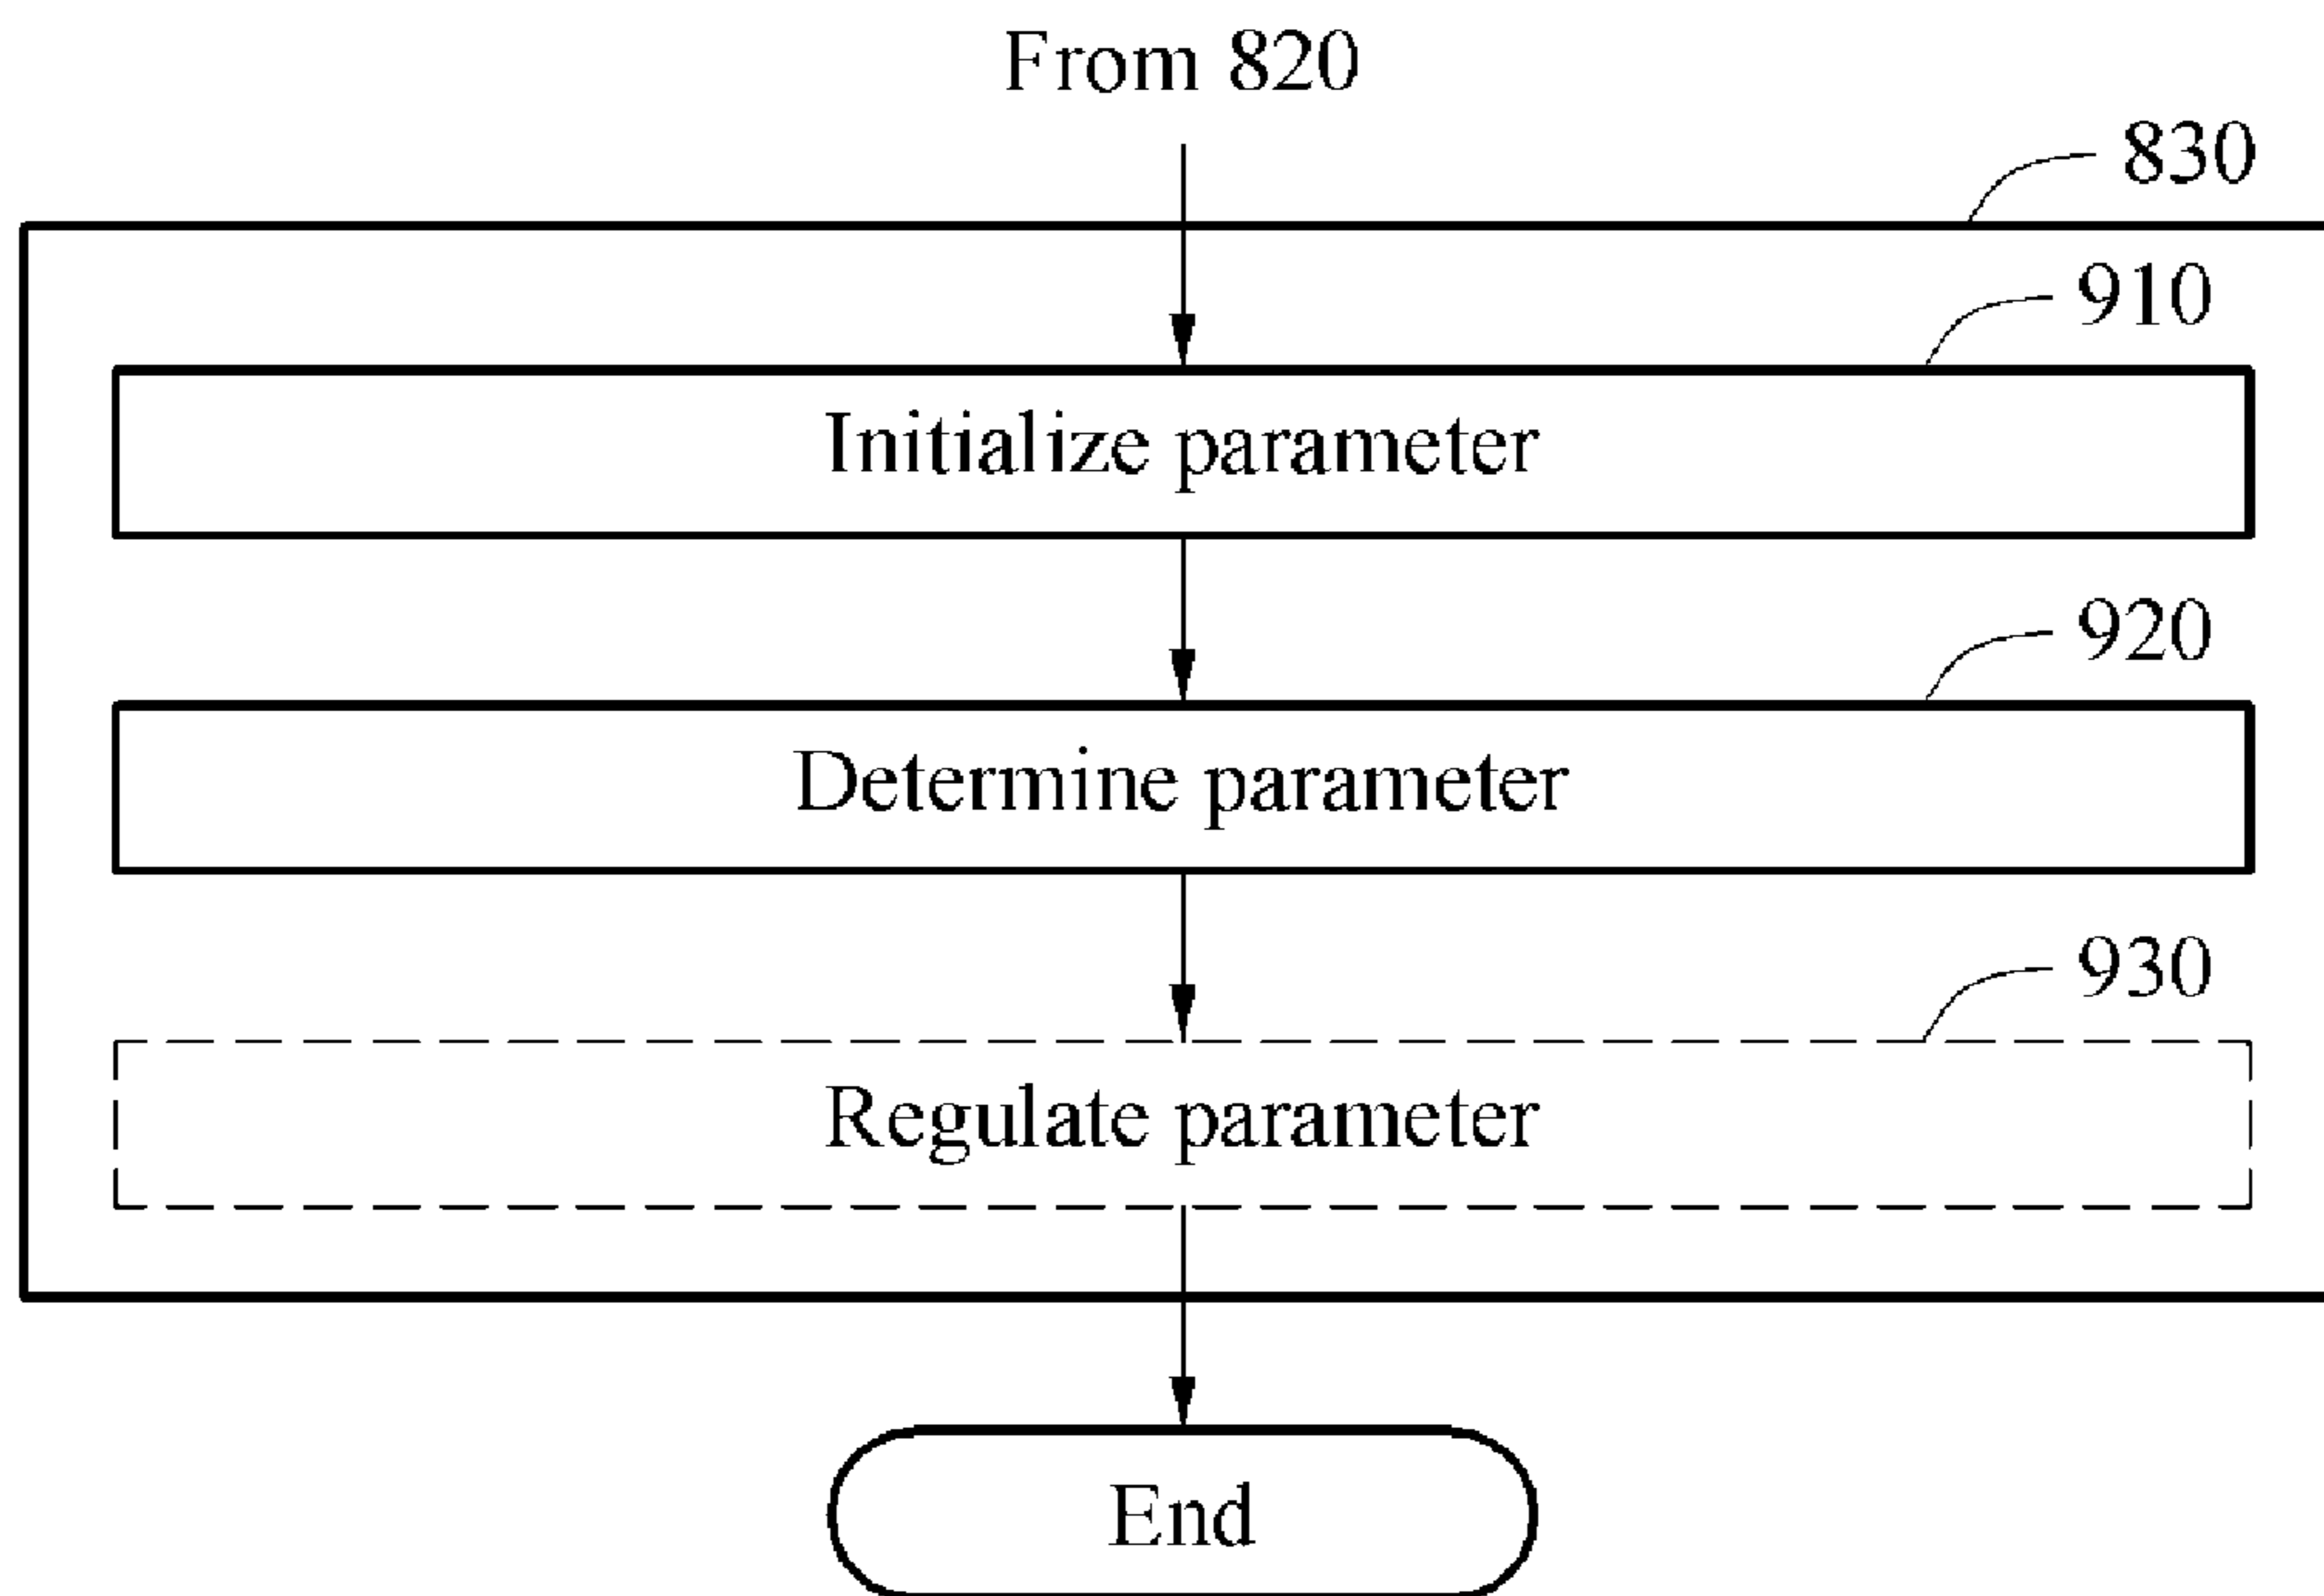 From 820
830
910
Initialize parameter
920
Determine parameter
930
Regulate parameter
End